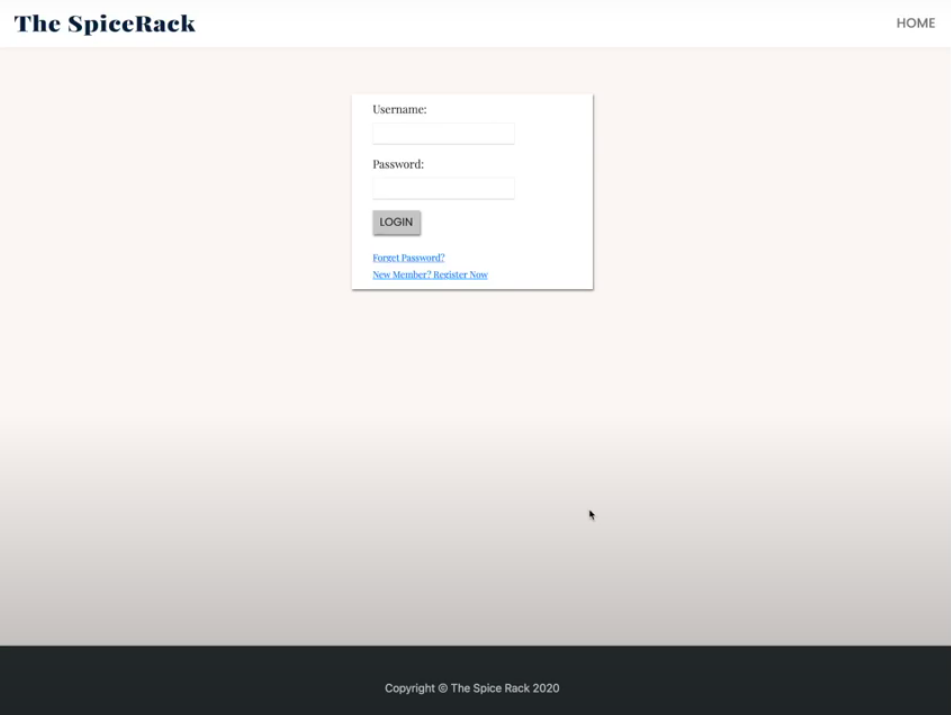 The SpiceRack
HOME
Username:
Password:
LOGIN
Forget Password?
New Member? Register Now
Copyright © The Spice Rack 2020